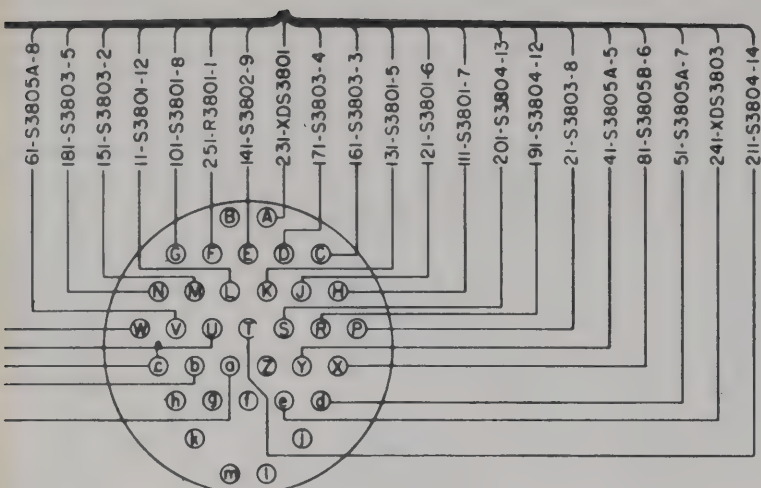 61-S3805A-8
181-S3803-5
151-S3803-2
11-S3801-12
101-S3801-8
251-R3801-1
141-S3802-9
231-XDS3801
171-S3803-4
161-S3803-3
131-S3801-5
121-S3801-6
111-S3801-7
201-S3804-13
191-S3804-12
21-S3803-8
41-S3805A-5
81-S3805B-6
51-S3805A-7
241-XDS3803
211-S3804-14
B A
G F E D C
N M L K J H
W V U T S R P
c b a Z Y X
h g f e d
k j
m l